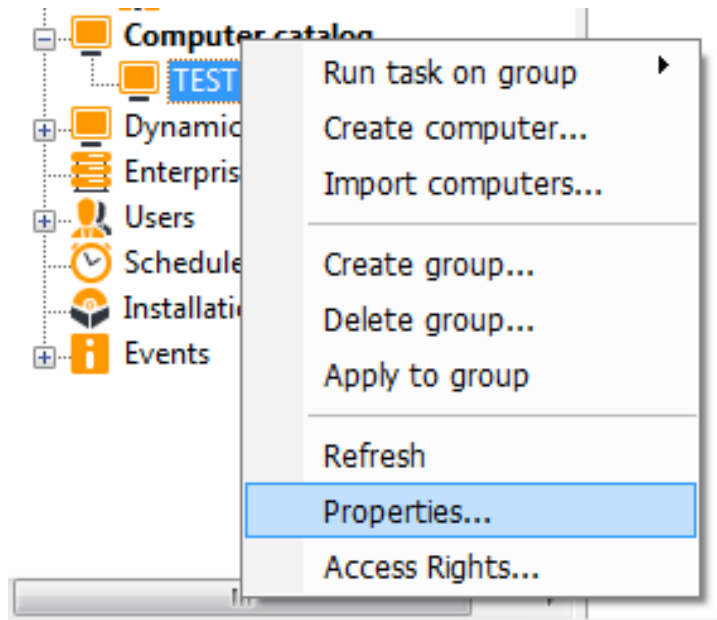 Computer catalog
TEST
Dynamic
Enterpris
Users
Schedule
Installati
Events
Run task on group
Create computer...
Import computers...
Create group...
Delete group...
Apply to group
Refresh
Properties...
Access Rights...